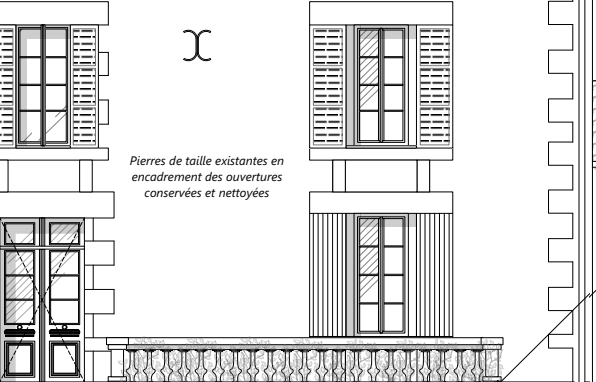 Pierres de taille existantes en
encadrement des ouvertures
conservées et nettoyées